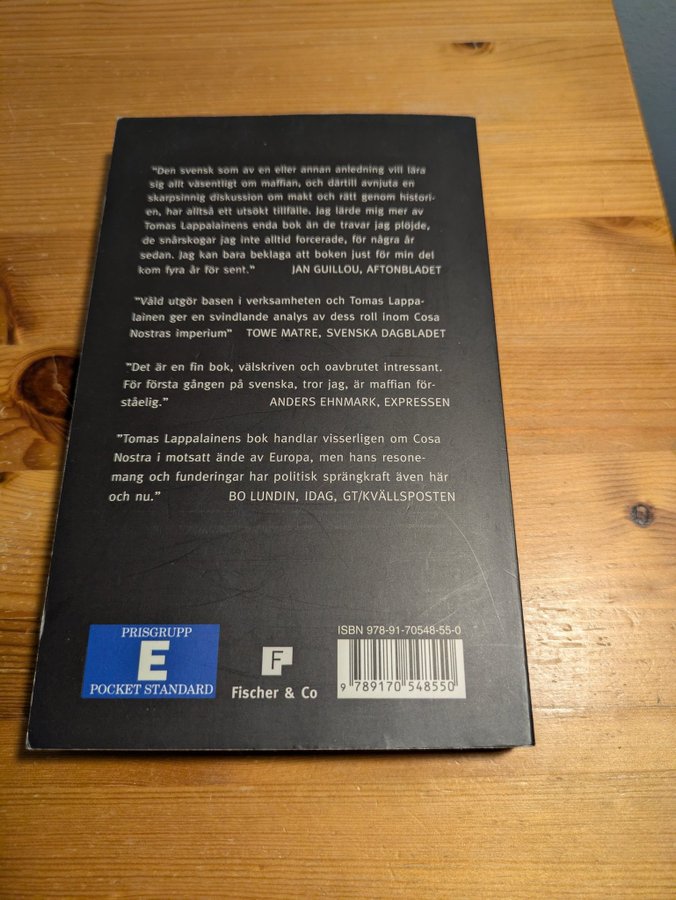 "Den svensk som av en eller annan anledning vill lära
sig allt väsentligt om maffian, och därtill avnjuta en
skarpsinnig diskussion om makt och rätt genom histori-
en, har alltså ett utsökt tillfälle. Jag lärde mig mer av
Tomas Lappalainens enda bok än de travar jag plöjde,
de snårskogar jag inte alltid forcerade, för några år
sedan. Jag kan bara beklaga att boken just för min del
kom fyra år för sent." JAN GUILLOU, AFTONBLADET
"Våld utgör basen i verksamheten och Tomas Lappa-
lainen ger en svindlande analys av dess roll inom Cosa
Nostras imperium" TOWE MATRE, SVENSKA DAGBLADET
"Det är en fin bok, välskriven och oavbrutet intressant.
För första gången på svenska, tror jag, är maffian för-
ståelig." ANDERS EHNMARK, EXPRESSEN
"Tomas Lappalainens bok handlar visserligen om Cosa
Nostra i motsatt ände av Europa, men hans resone-
mang och funderingar har politisk sprängkraft även här
och nu." BO LUNDIN, IDAG, GT/KVÄLLSPOSTEN
PRISGRUPP
E
POCKET STANDARD
F
Fischer & Co
ISBN 978-91-70548-55-0
9 789170 548550